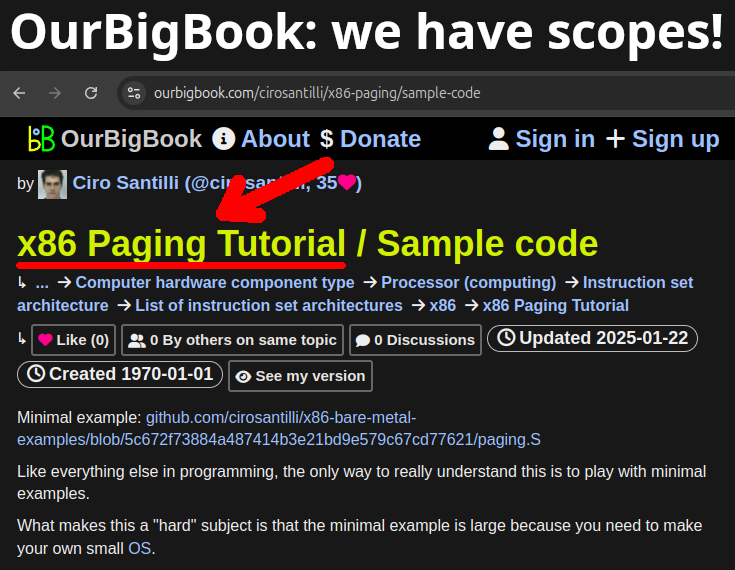 OurBigBook: we have scopes!
ourbigbook.com/cirosantilli/x86-paging/sample-code
OurBigBook About $ Donate Sign in Sign up
by Ciro Santilli (@cirosantilli, 35)
x86 Paging Tutorial / Sample code
↳ ... → Computer hardware component type → Processor (computing) → Instruction set
architecture → List of instruction set architectures → x86 → x86 Paging Tutorial
↳ Like (0) 0 By others on same topic 0 Discussions Updated 2025-01-22
Created 1970-01-01 See my version
Minimal example: github.com/cirosantilli/x86-bare-metal-
examples/blob/5c672f73884a487414b3e21bd9e579c67cd77621/paging.S
Like everything else in programming, the only way to really understand this is to play with minimal
examples.
What makes this a "hard" subject is that the minimal example is large because you need to make
your own small OS.